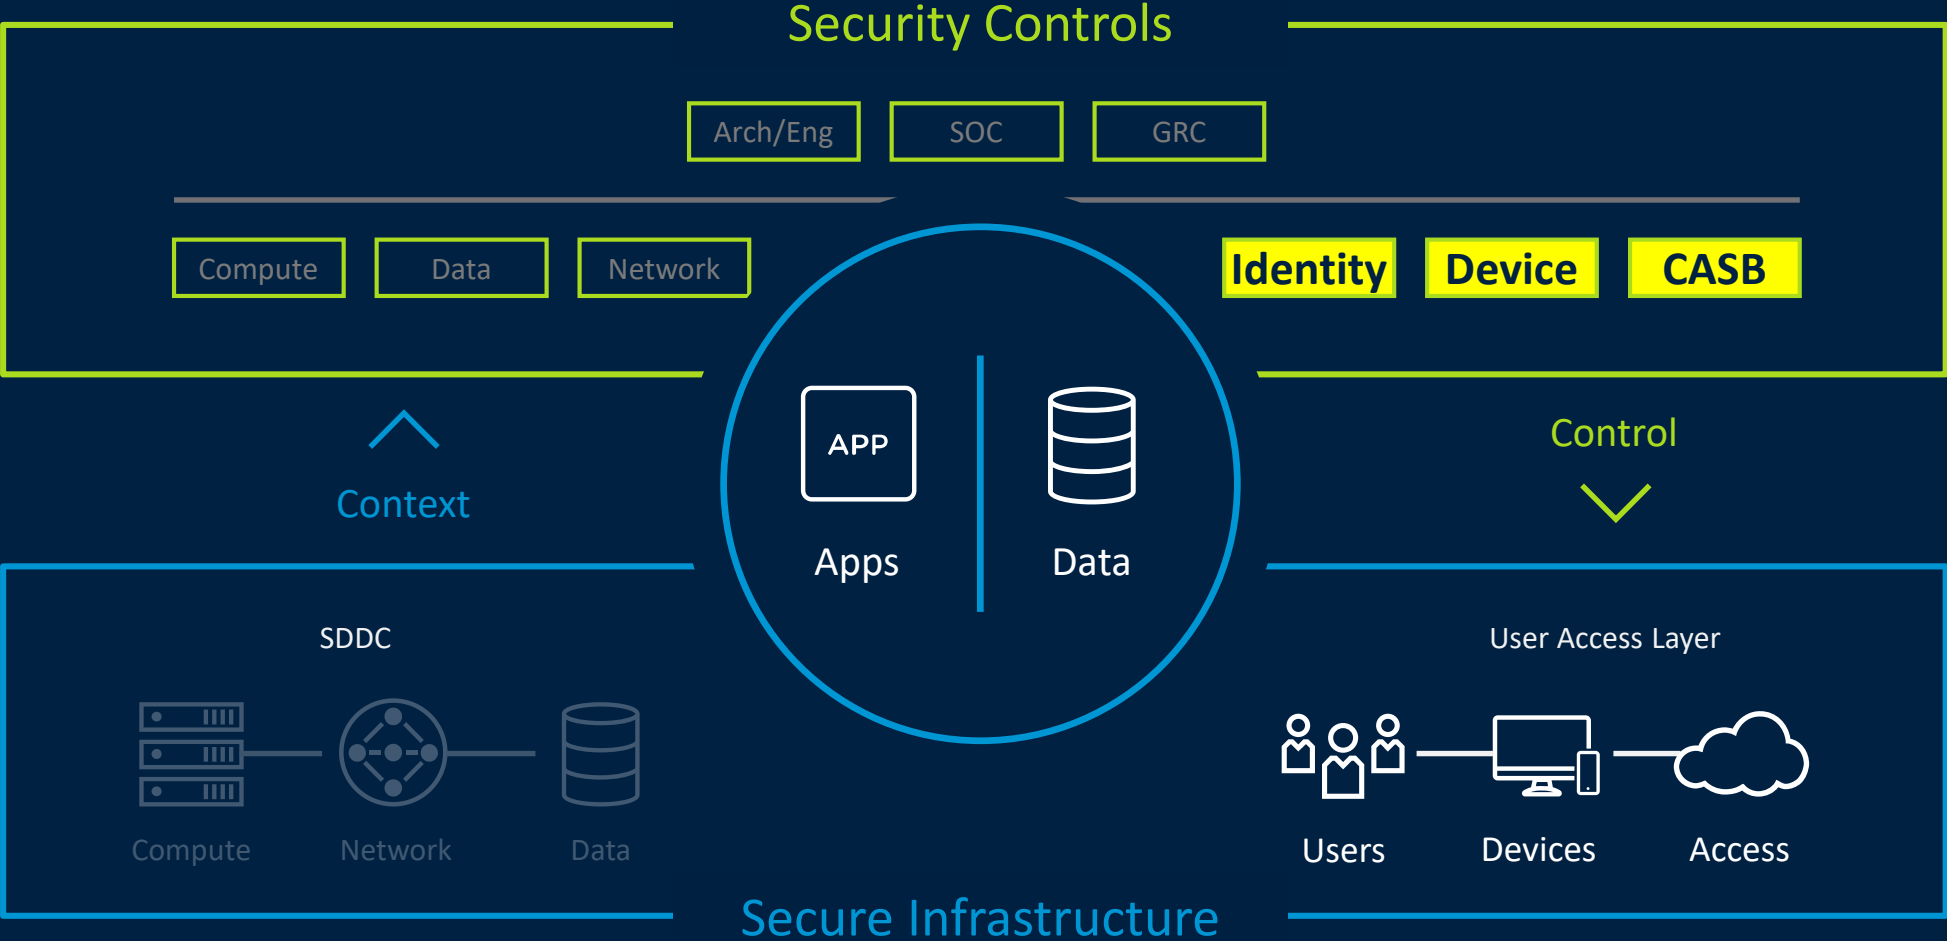 Security Controls
Arch/Eng
SOC
GRC
Compute
Data
Network
Identity
Device
CASB
Context
Control
APP
Apps
Data
SDDC
Compute
Network
Data
User Access Layer
Users
Devices
Access
Secure Infrastructure